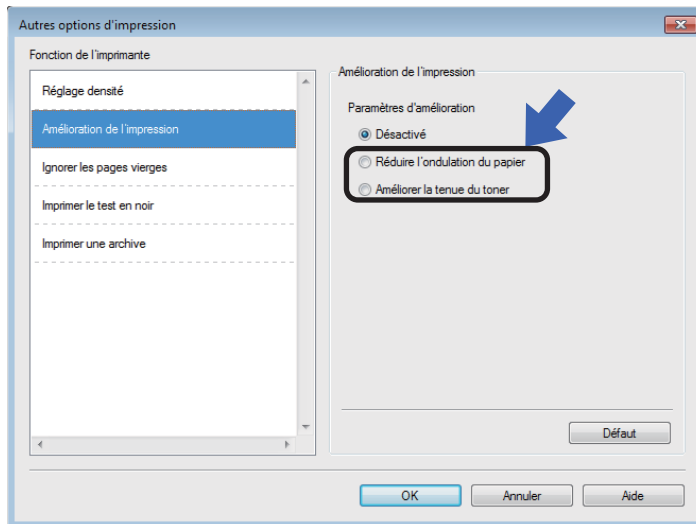 Autres options d'impression
Fonction de l'imprimante
Réglage densité
Amélioration de l'impression
Ignorer les pages vierges
Imprimer le test en noir
Imprimer une archive
Amélioration de l'impression
Paramètres d'amélioration
Désactivé
Réduire l'ondulation du papier
Améliorer la tenue du toner
Défaut
OK
Annuler
Aide